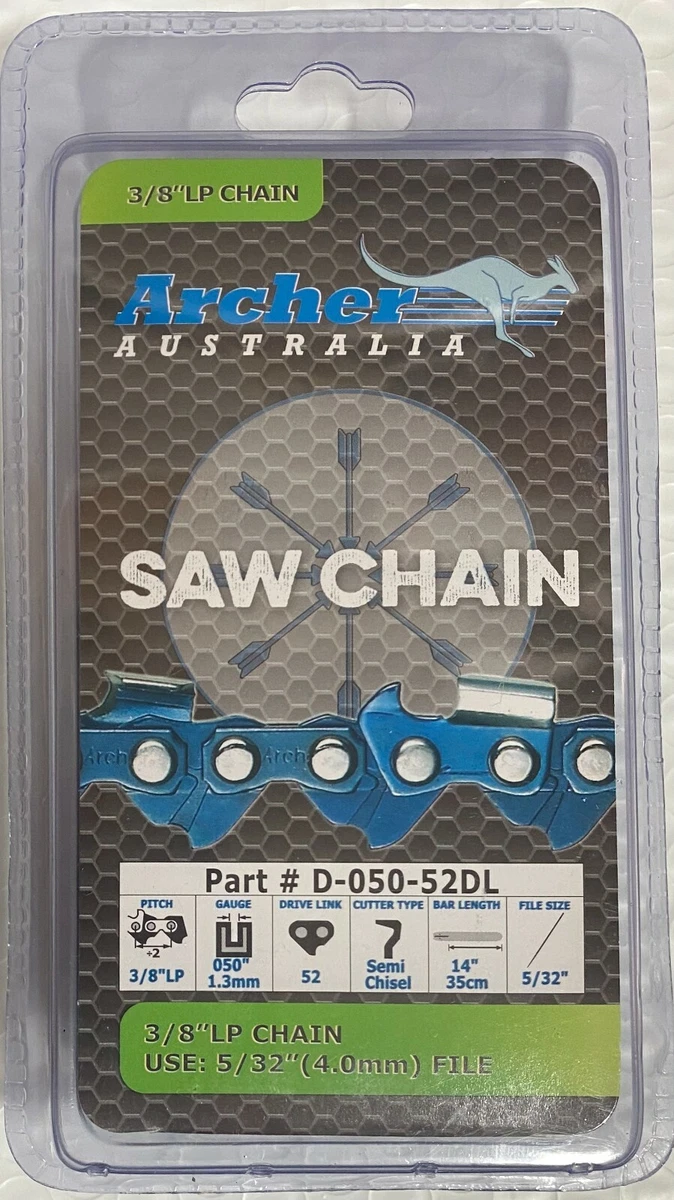 3/8"LP CHAIN
Archer
AUSTRALIA
SAW CHAIN
Arch
Archer
Part # D-050-52DL
PITCH GAUGE DRIVE LINK CUTTER TYPE BAR LENGTH FILE SIZE
÷2
3/8"LP 050" 1.3mm 52 Semi Chisel 14" 35cm 5/32"
3/8"LP CHAIN
USE: 5/32"(4.0mm) FILE